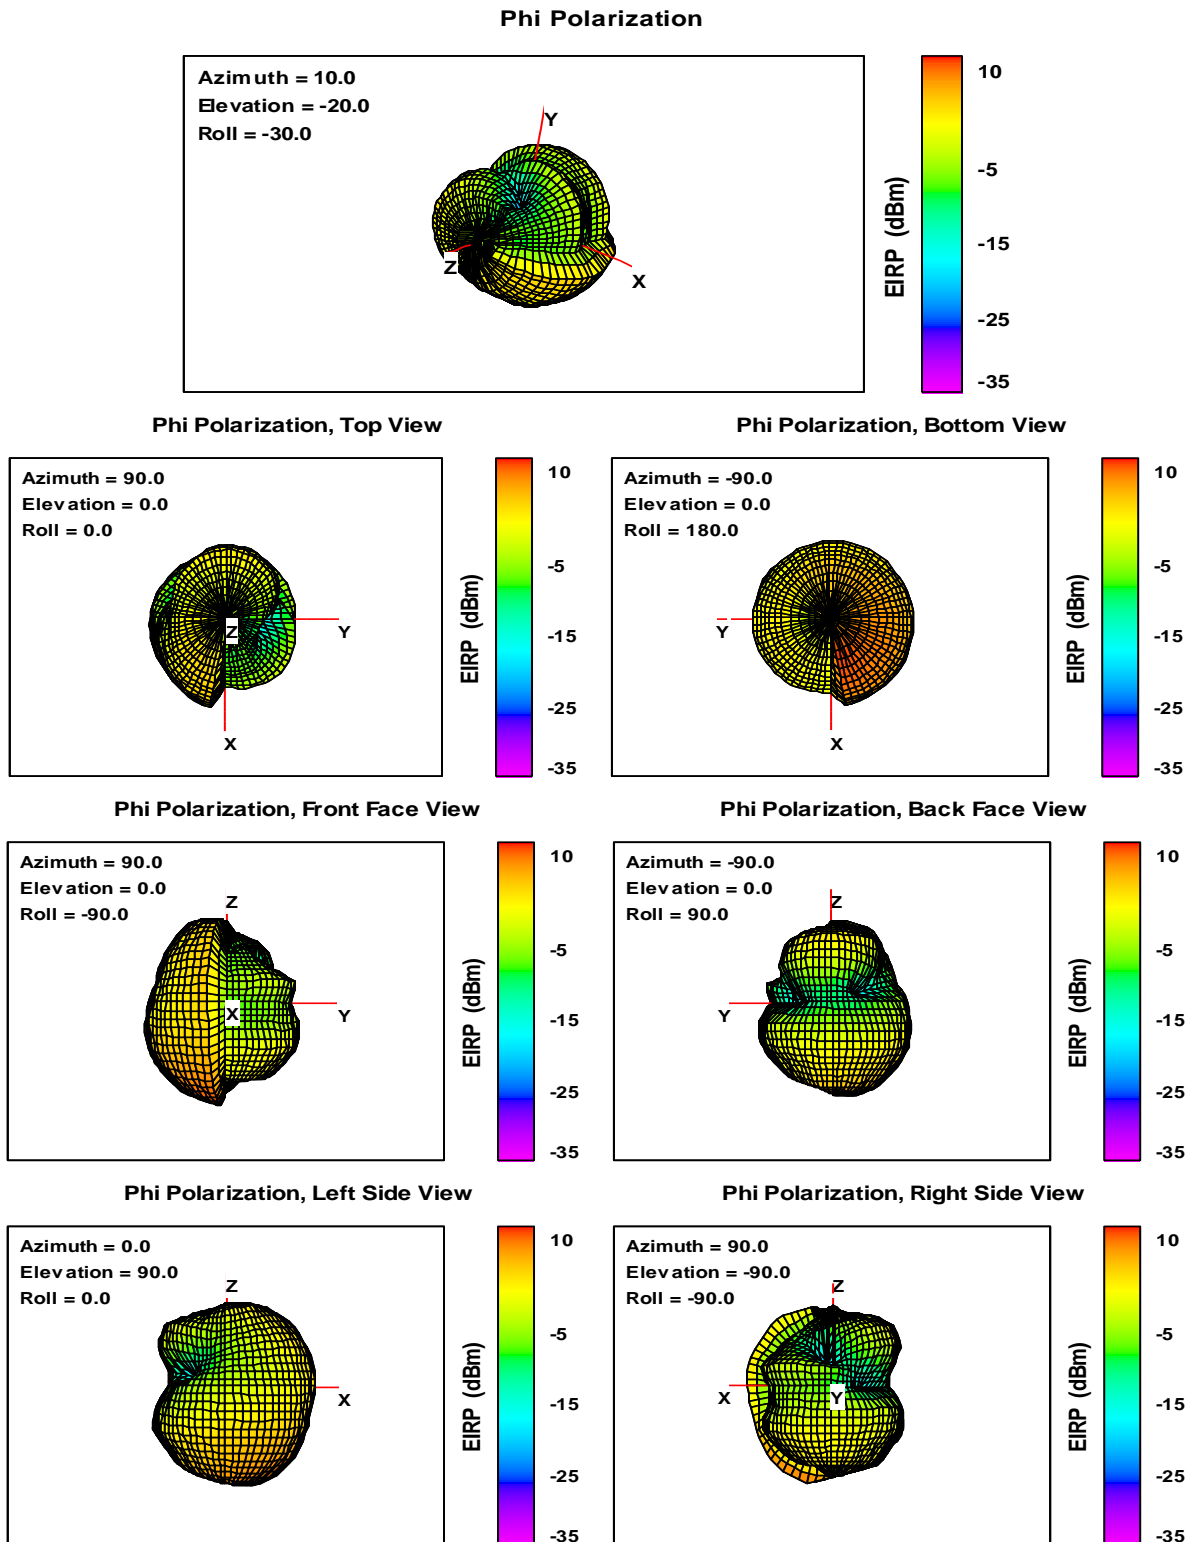 Phi Polarization
Azimuth = 10.0
Elevation = -20.0
Roll = -30.0
Y
Z
X
EIRP (dBm)
10
-5
-15
-25
-35
Phi Polarization, Top View
Azimuth = 90.0
Elevation = 0.0
Roll = 0.0
Z
Y
X
EIRP (dBm)
10
-5
-15
-25
-35
Phi Polarization, Bottom View
Azimuth = -90.0
Elevation = 0.0
Roll = 180.0
Y
X
EIRP (dBm)
10
-5
-15
-25
-35
Phi Polarization, Front Face View
Azimuth = 90.0
Elevation = 0.0
Roll = -90.0
Z
X
Y
EIRP (dBm)
10
-5
-15
-25
-35
Phi Polarization, Back Face View
Azimuth = -90.0
Elevation = 0.0
Roll = 90.0
Z
Y
EIRP (dBm)
10
-5
-15
-25
-35
Phi Polarization, Left Side View
Azimuth = 0.0
Elevation = 90.0
Roll = 0.0
Z
X
EIRP (dBm)
10
-5
-15
-25
-35
Phi Polarization, Right Side View
Azimuth = 90.0
Elevation = -90.0
Roll = -90.0
Z
X
Y
EIRP (dBm)
10
-5
-15
-25
-35